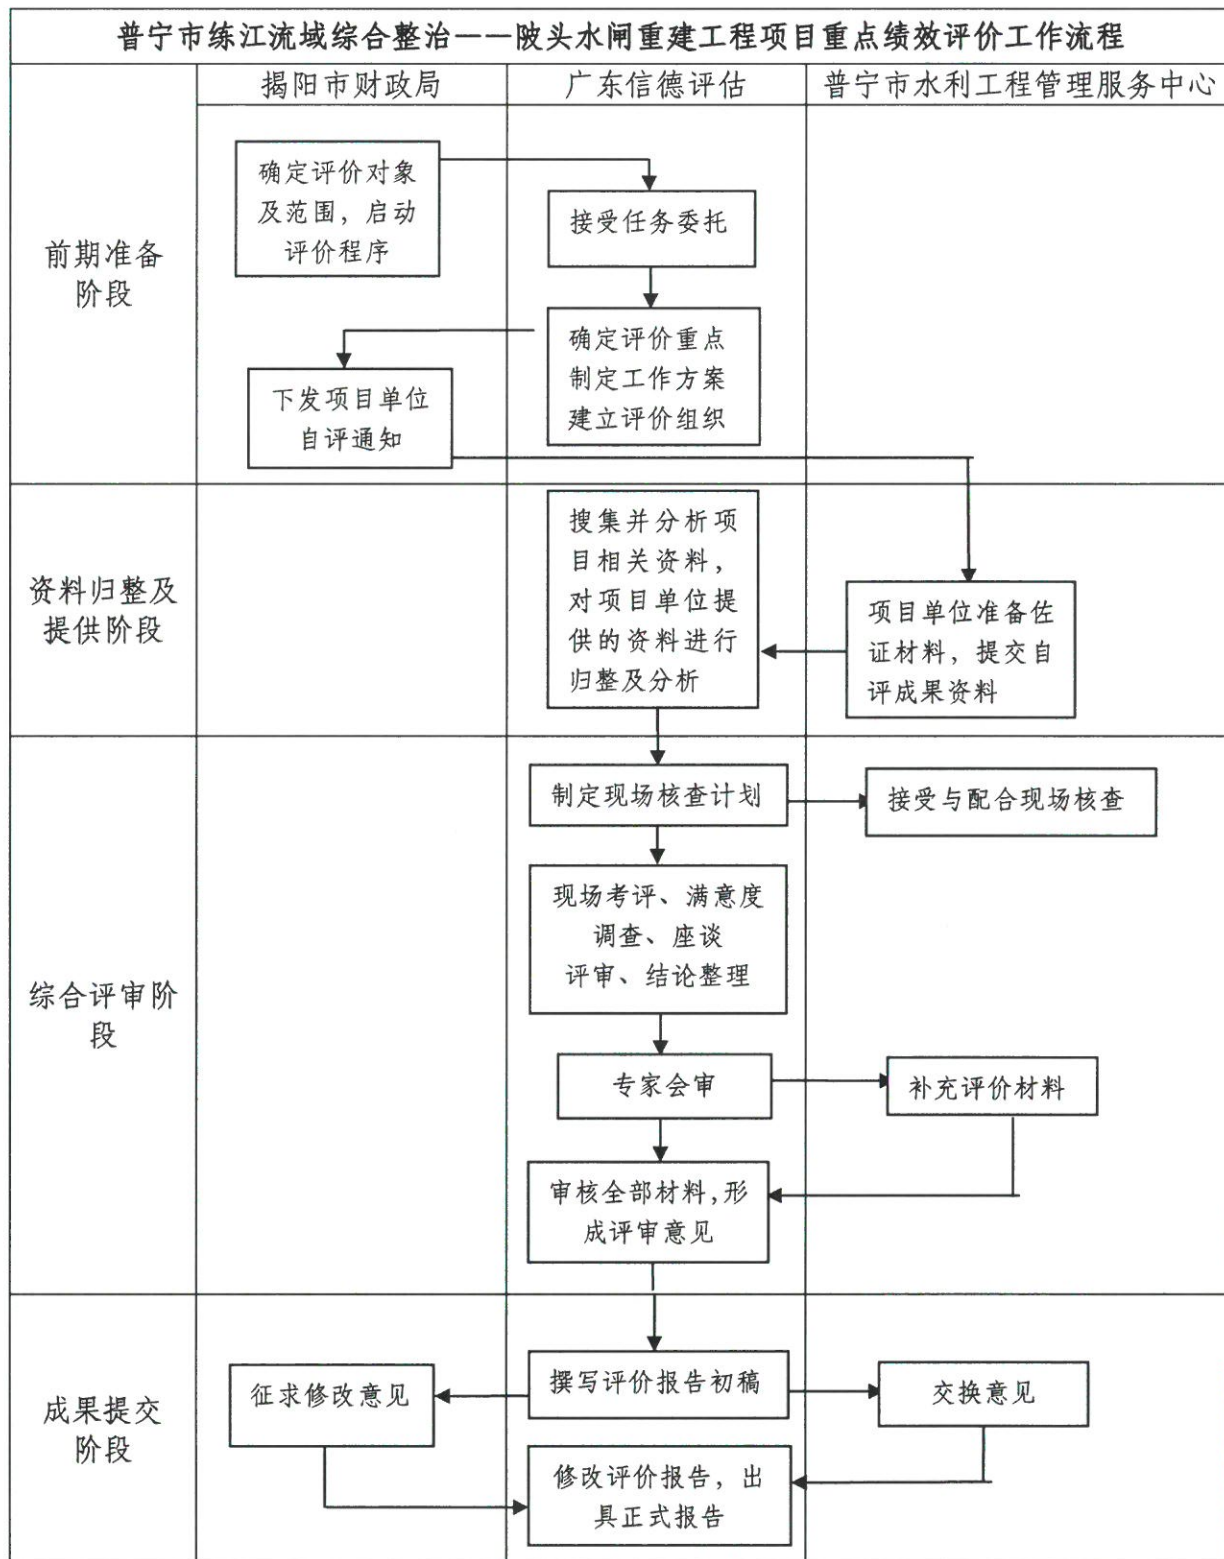 普宁市练江流域综合整治——陂头水闸重建工程项目重点绩效评价工作流程
揭阳市财政局
广东信德评估
普宁市水利工程管理服务中心
前期准备
阶段
确定评价对象
及范围，启动
评价程序
接受任务委托
确定评价重点
制定工作方案
建立评价组织
下发项目单位
自评通知
资料归整及
提供阶段
搜集并分析项
目相关资料，
对项目单位提
供的资料进行
归整及分析
项目单位准备佐
证材料，提交自
评成果资料
综合评审阶
段
制定现场核查计划
接受与配合现场核查
现场考评、满意度
调查、座谈
评审、结论整理
专家会审
补充评价材料
审核全部材料,形
成评审意见
成果提交
阶段
征求修改意见
撰写评价报告初稿
交换意见
修改评价报告，出
具正式报告